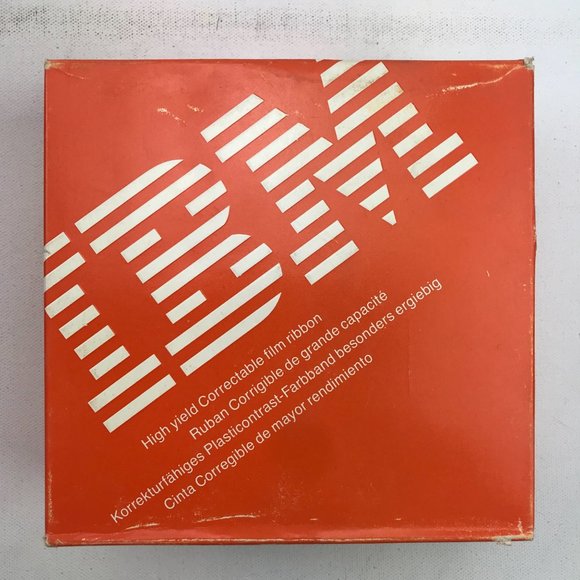 IBM
High yield Correctable film ribbon
Ruban Corrigible de grande capacité
Korrekturfähiges Plasticontrast-Farbband besonders ergiebig
Cinta Corregible de mayor rendimiento